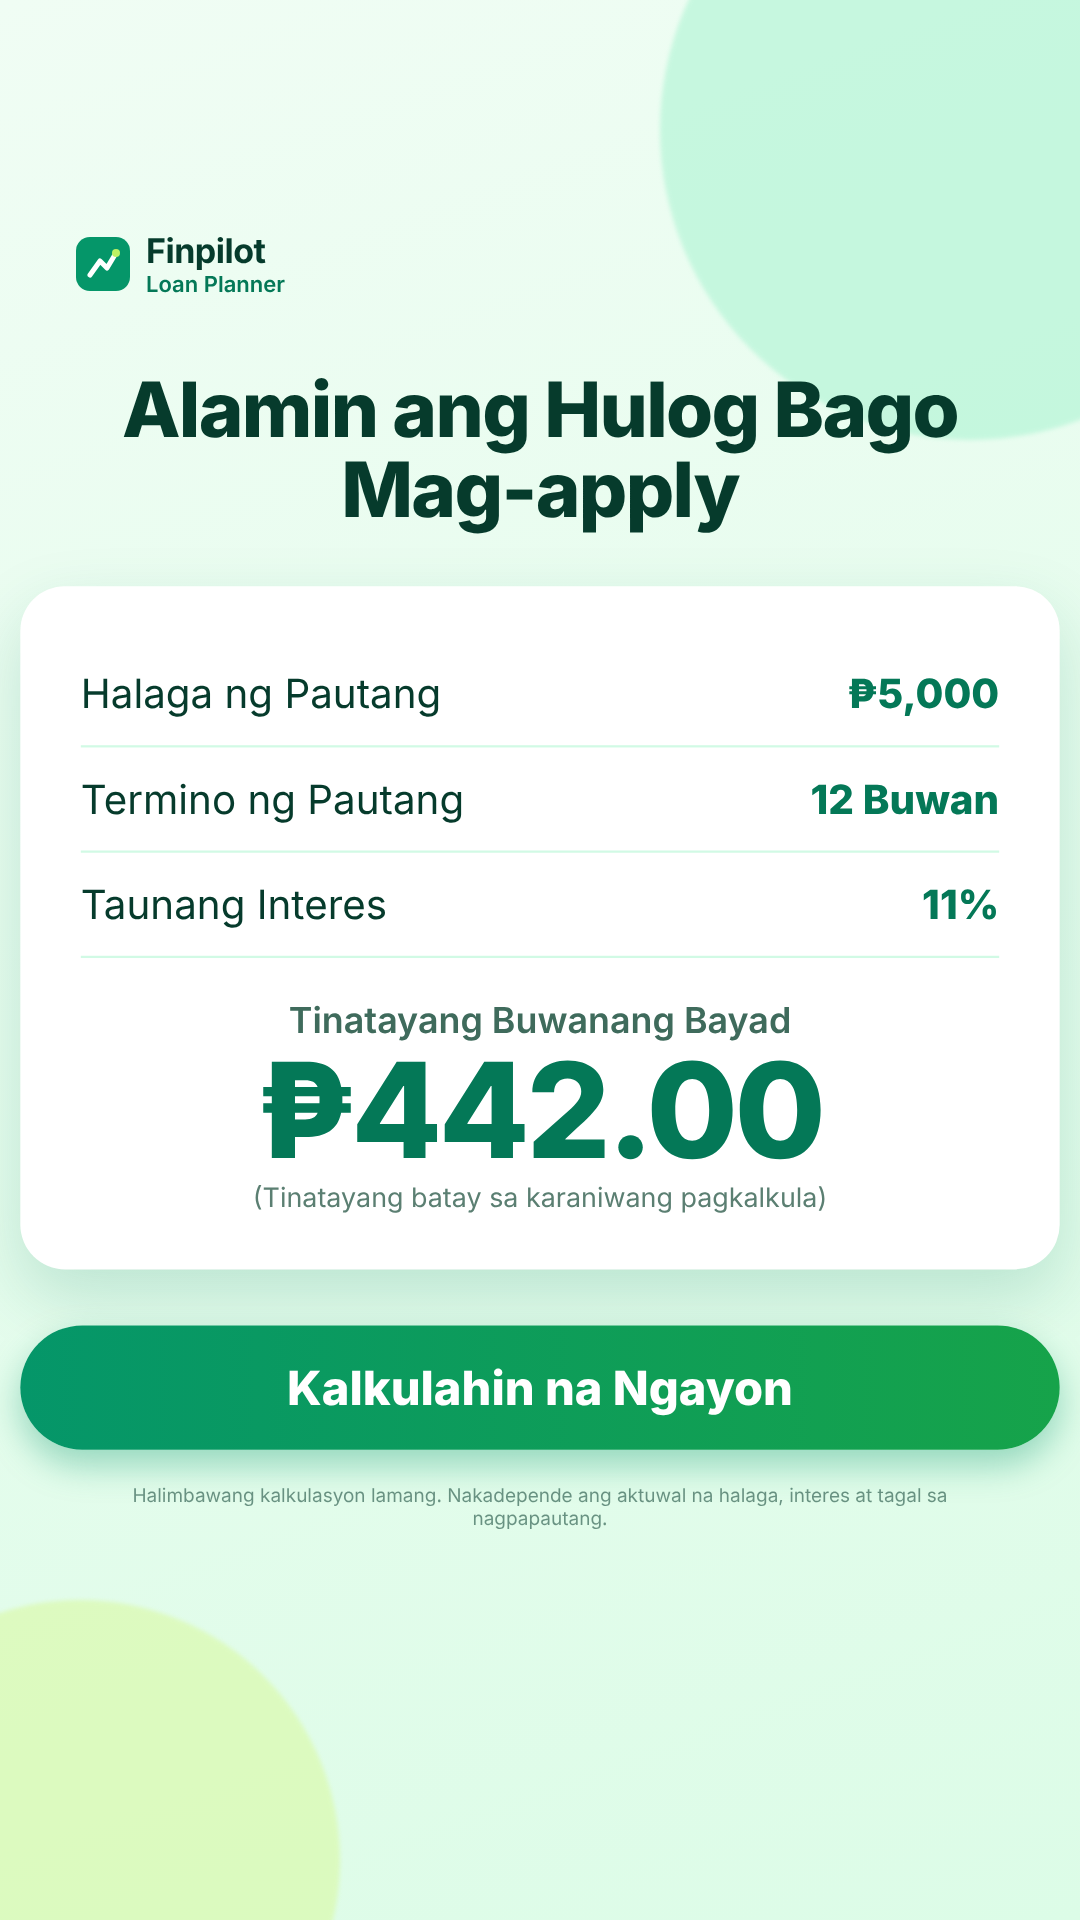 Finpilot
Loan Planner
Alamin ang Hulog Bago
Mag-apply
Halaga ng Pautang ₱5,000
Termino ng Pautang 12 Buwan
Taunang Interes 11%
Tinatayang Buwanang Bayad
₱442.00
(Tinatayang batay sa karaniwang pagkalkula)
Kalkulahin na Ngayon
Halimbawang kalkulasyon lamang. Nakadepende ang aktuwal na halaga, interes at tagal sa
nagpapautang.